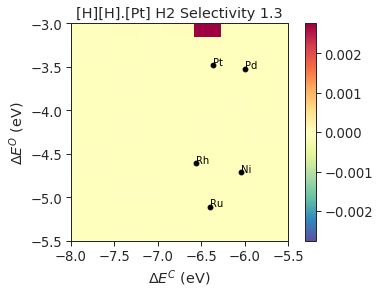 [H][H].[Pt] H2 Selectivity 1.3
−3.0
−3.5
−4.0
−4.5
−5.0
−5.5
ΔE^O (eV)
Pt
Pd
Rh
Ni
Ru
−8.0 −7.5 −7.0 −6.5 −6.0 −5.5
ΔE^C (eV)
0.002
0.001
0.000
−0.001
−0.002